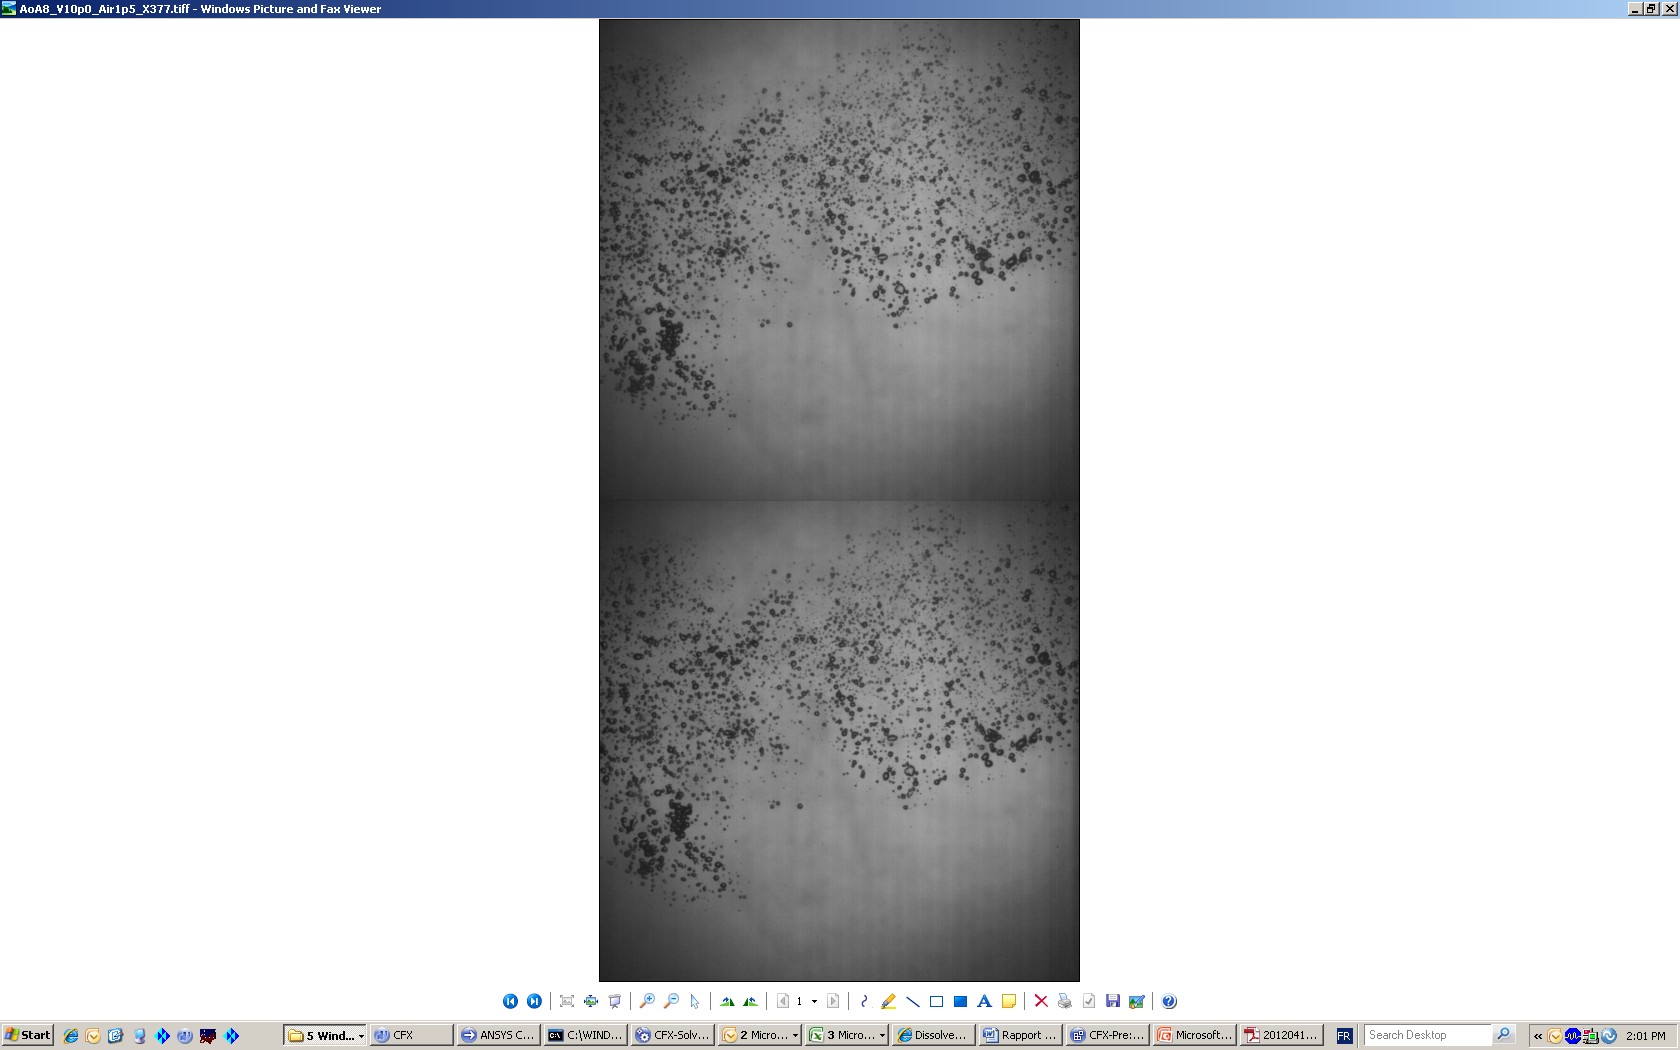 AoA8_V10p0_Air1p5_X377.tiff - Windows Picture and Fax Viewer
1
Start
5 Wind...
CFX
ANSYS C...
C:\WIND...
CFX-Solv...
2 Micro...
3 Micro...
Dissolve...
Rapport ...
CFX-Pre:...
Microsoft...
2012041...
FR
Search Desktop
2:01 PM